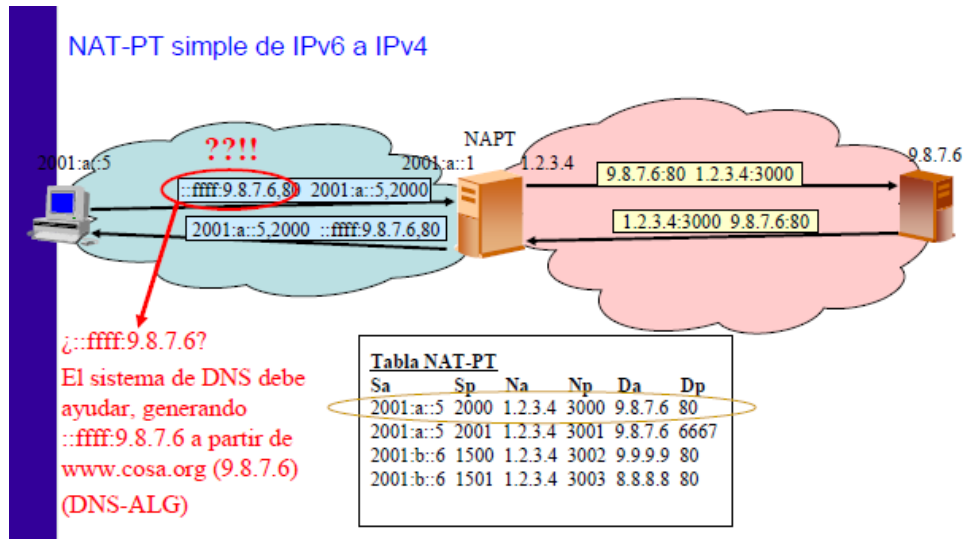 NAT-PT simple de IPv6 a IPv4
??!!
NAPT
2001:a::5
2001:a::1
1.2.3.4
9.8.7.6
::ffff:9.8.7.6,80 2001:a::5,2000
9.8.7.6:80 1.2.3.4:3000
2001:a::5,2000 ::ffff:9.8.7.6,80
1.2.3.4:3000 9.8.7.6:80
¿::ffff:9.8.7.6?
El sistema de DNS debe
ayudar, generando
::ffff:9.8.7.6 a partir de
www.cosa.org (9.8.7.6)
(DNS-ALG)
Tabla NAT-PT
Sa Sp Na Np Da Dp
2001:a::5 2000 1.2.3.4 3000 9.8.7.6 80
2001:a::5 2001 1.2.3.4 3001 9.8.7.6 6667
2001:b::6 1500 1.2.3.4 3002 9.9.9.9 80
2001:b::6 1501 1.2.3.4 3003 8.8.8.8 80